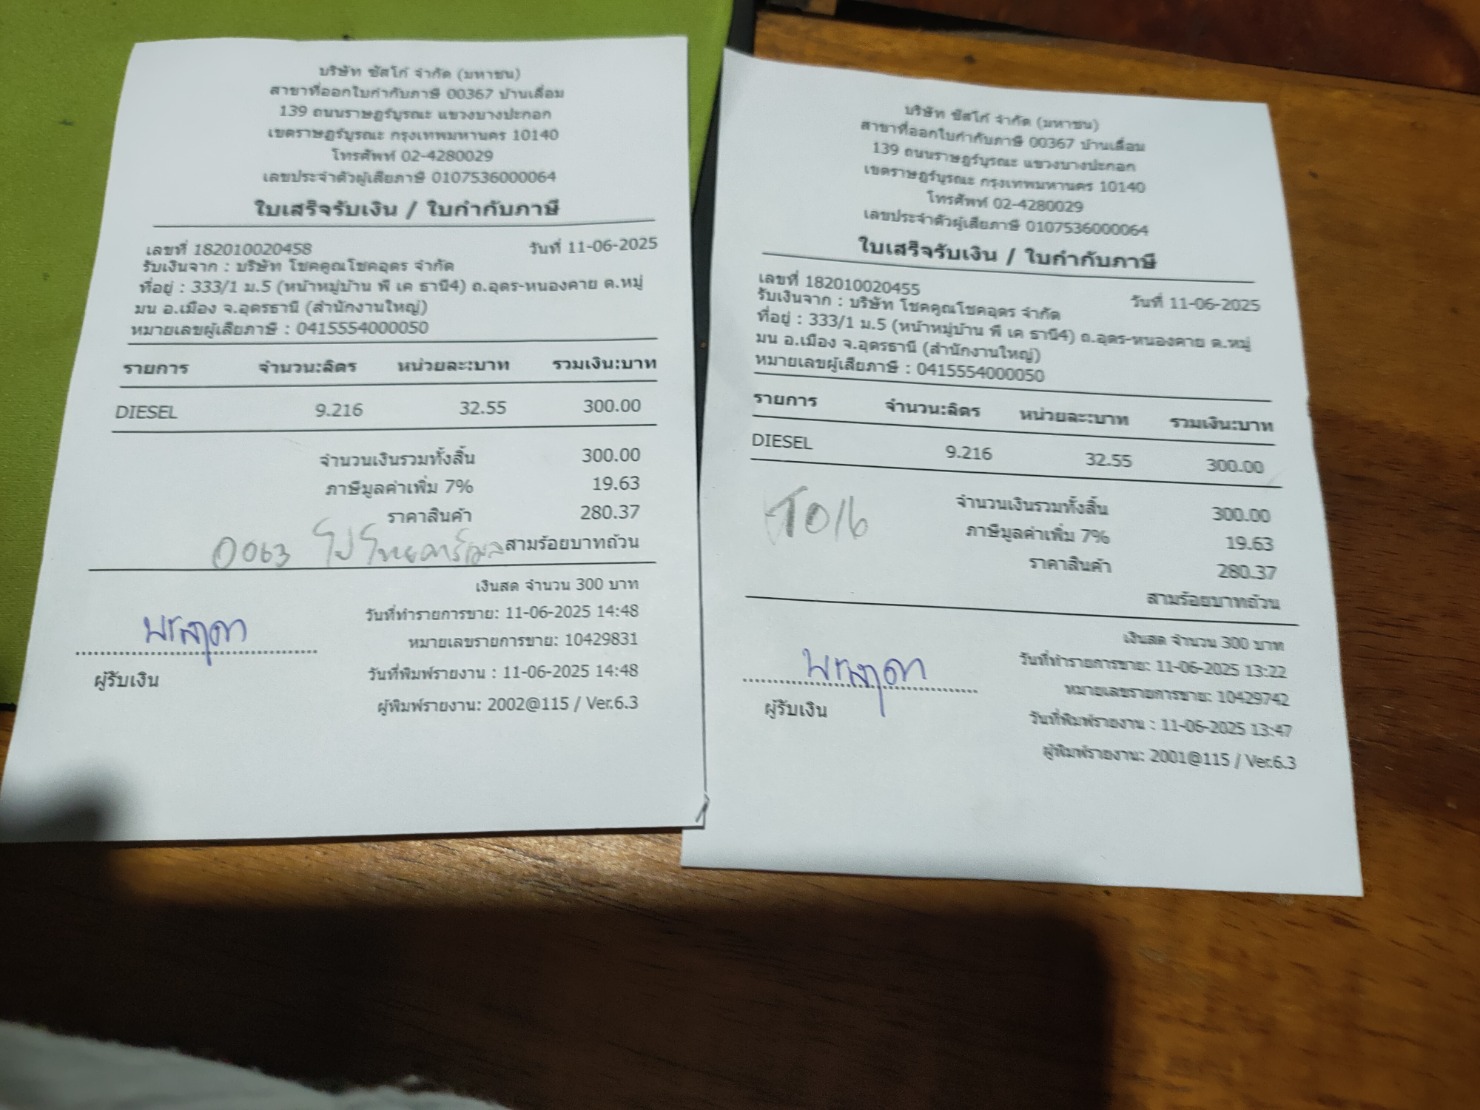 บริษัท ซัสโก้ จำกัด (มหาชน)
สาขาที่ออกใบกำกับภาษี 00367 บ้านเลื่อม
139 ถนนราษฎร์บูรณะ แขวงบางปะกอก
เขตราษฎร์บูรณะ กรุงเทพมหานคร 10140
โทรศัพท์ 02-4280029
เลขประจำตัวผู้เสียภาษี 0107536000064
ใบเสร็จรับเงิน / ใบกำกับภาษี
เลขที่ 182010020458 วันที่ 11-06-2025
รับเงินจาก : บริษัท โชคคูณโชคอุดร จำกัด
ที่อยู่ : 333/1 ม.5 (หน้าหมู่บ้าน พี เค ธานี4) ถ.อุดร-หนองคาย ต.หมู่
มน อ.เมือง จ.อุดรธานี (สำนักงานใหญ่)
หมายเลขผู้เสียภาษี : 0415554000050
รายการ จำนวน:ลิตร หน่วยละ:บาท รวมเงิน:บาท
DIESEL 9.216 32.55 300.00
จำนวนเงินรวมทั้งสิ้น 300.00
ภาษีมูลค่าเพิ่ม 7% 19.63
ราคาสินค้า 280.37
0063 ไป สามร้อยบาทถ้วน
เงินสด จำนวน 300 บาท
วันที่ทำรายการขาย: 11-06-2025 14:48
หมายเลขรายการขาย: 10429831
วันที่พิมพ์รายงาน : 11-06-2025 14:48
ผู้รับเงิน
ผู้พิมพ์รายงาน: 2002@115 / Ver.6.3
บริษัท ซัสโก้ จำกัด (มหาชน)
สาขาที่ออกใบกำกับภาษี 00367 บ้านเลื่อม
139 ถนนราษฎร์บูรณะ แขวงบางปะกอก
เขตราษฎร์บูรณะ กรุงเทพมหานคร 10140
โทรศัพท์ 02-4280029
เลขประจำตัวผู้เสียภาษี 0107536000064
ใบเสร็จรับเงิน / ใบกำกับภาษี
เลขที่ 182010020455 วันที่ 11-06-2025
รับเงินจาก : บริษัท โชคคูณโชคอุดร จำกัด
ที่อยู่ : 333/1 ม.5 (หน้าหมู่บ้าน พี เค ธานี4) ถ.อุดร-หนองคาย ต.หมู่
มน อ.เมือง จ.อุดรธานี (สำนักงานใหญ่)
หมายเลขผู้เสียภาษี : 0415554000050
รายการ จำนวน:ลิตร หน่วยละ:บาท รวมเงิน:บาท
DIESEL 9.216 32.55 300.00
จำนวนเงินรวมทั้งสิ้น 300.00
T016 ภาษีมูลค่าเพิ่ม 7% 19.63
ราคาสินค้า 280.37
สามร้อยบาทถ้วน
เงินสด จำนวน 300 บาท
วันที่ทำรายการขาย: 11-06-2025 13:22
หมายเลขรายการขาย: 10429742
วันที่พิมพ์รายงาน : 11-06-2025 13:47
ผู้รับเงิน
ผู้พิมพ์รายงาน: 2001@115 / Ver.6.3